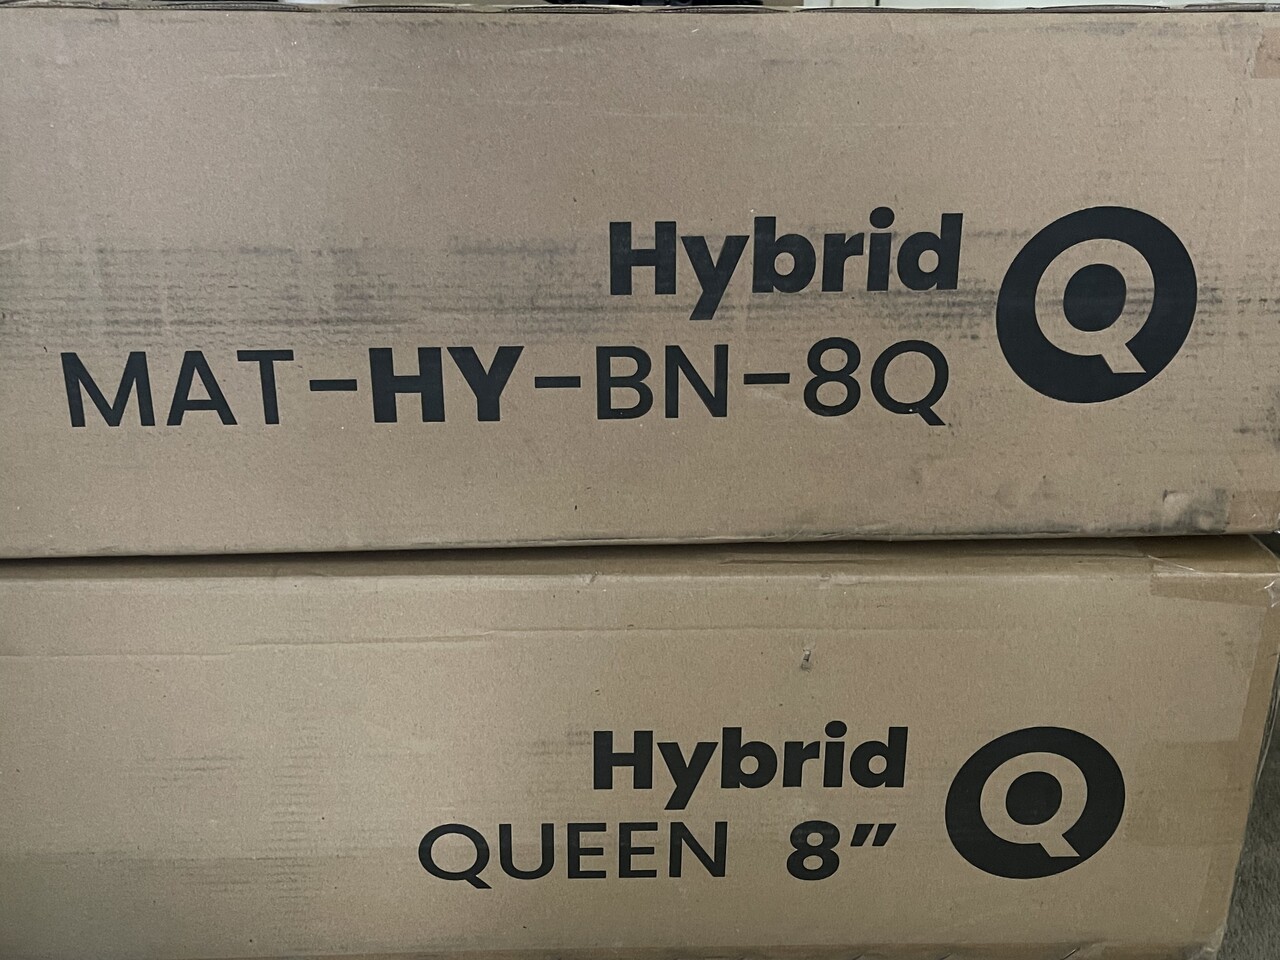 Hybrid
MAT-HY-BN-8Q
Q
Hybrid
QUEEN 8"
Q